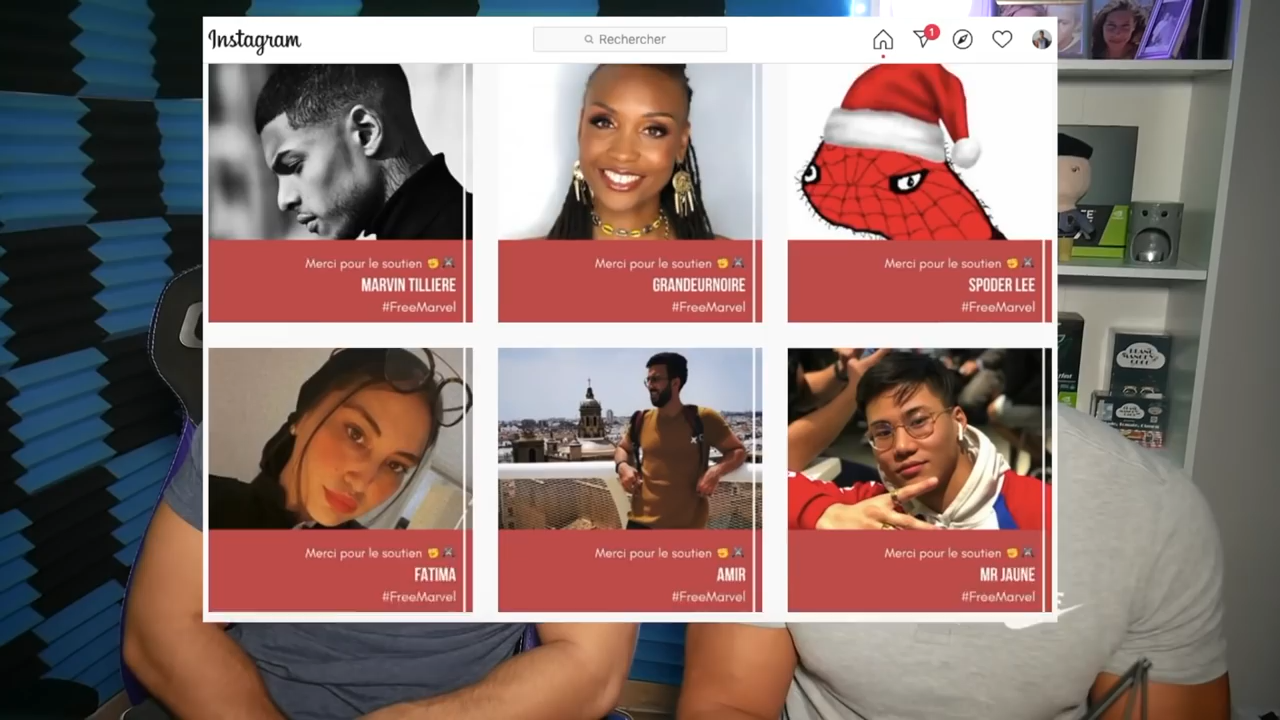 Instagram
Rechercher
1
Merci pour le soutien
MARVIN TILLIERE
#FreeMarvel
Merci pour le soutien
GRANDEURNOIRE
#FreeMarvel
Merci pour le soutien
SPODER LEE
#FreeMarvel
Merci pour le soutien
FATIMA
#FreeMarvel
Merci pour le soutien
AMIR
#FreeMarvel
Merci pour le soutien
MR JAUNE
#FreeMarvel